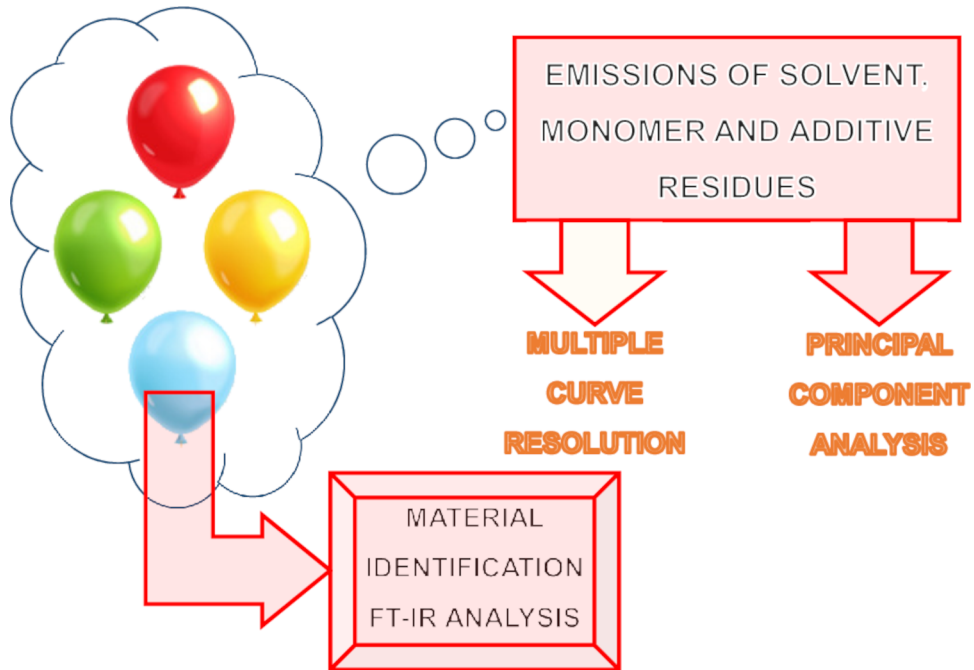 EMISSIONS OF SOLVENT,
MONOMER AND ADDITIVE
RESIDUES
MULTIPLE
CURVE
RESOLUTION
PRINCIPAL
COMPONENT
ANALYSIS
MATERIAL
IDENTIFICATION
FT-IR ANALYSIS